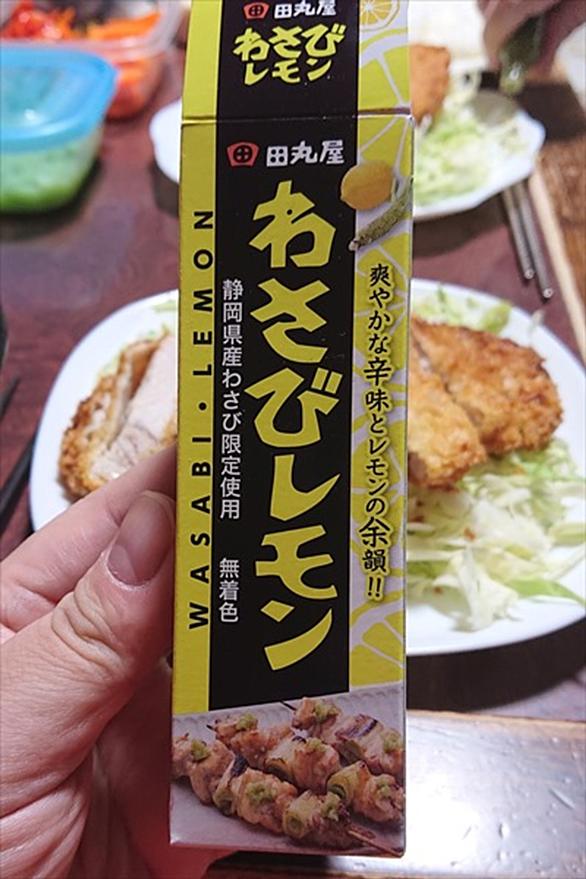 田丸屋
わさび
レモン
田丸屋
わさびレモン
爽やかな辛味とレモンの余韻!!
静岡県産わさび限定使用 無着色
WASABI・LEMON